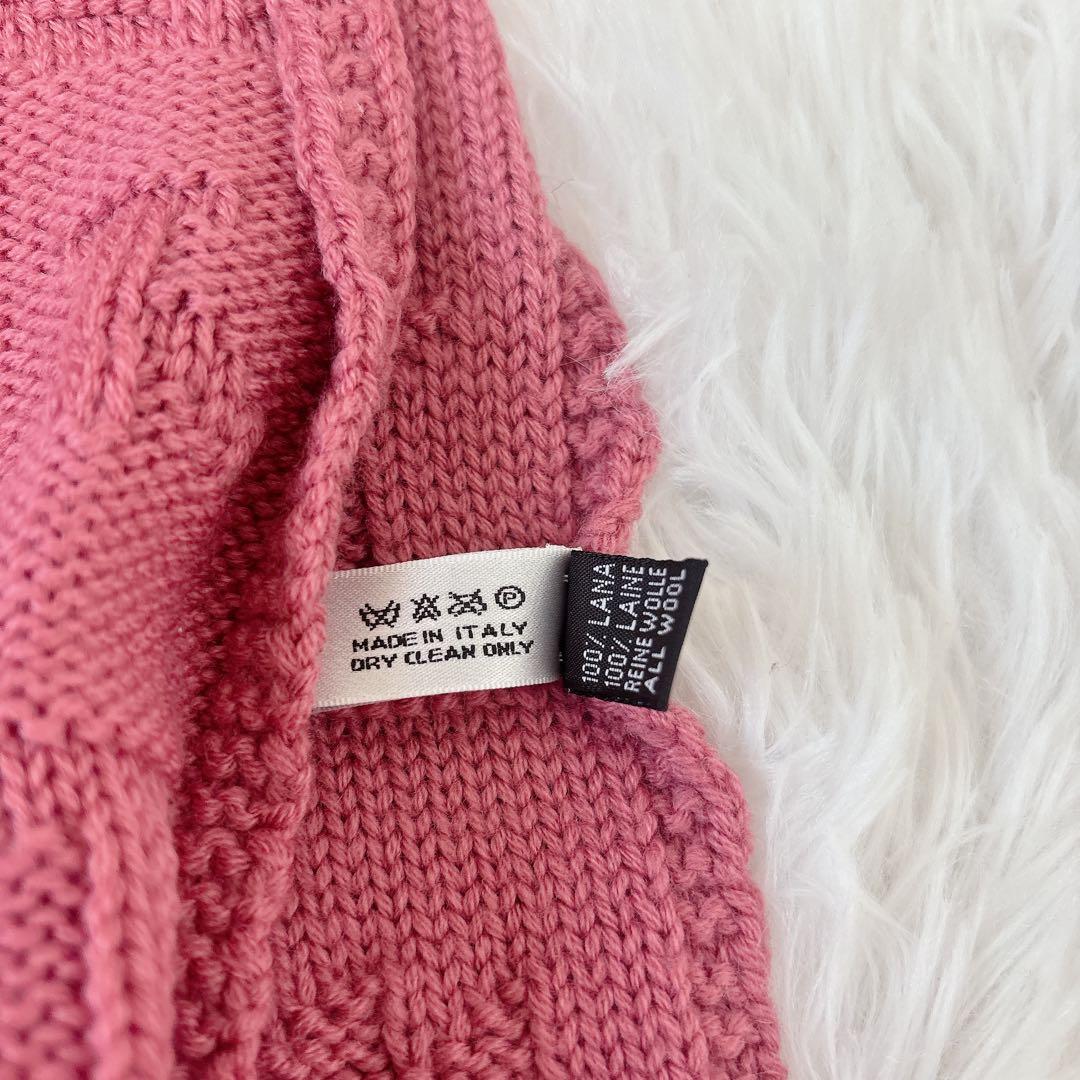 P
MADE IN ITALY
DRY CLEAN ONLY
100% LANA
100% LAINE
REINE WOLLE
ALL WOOL